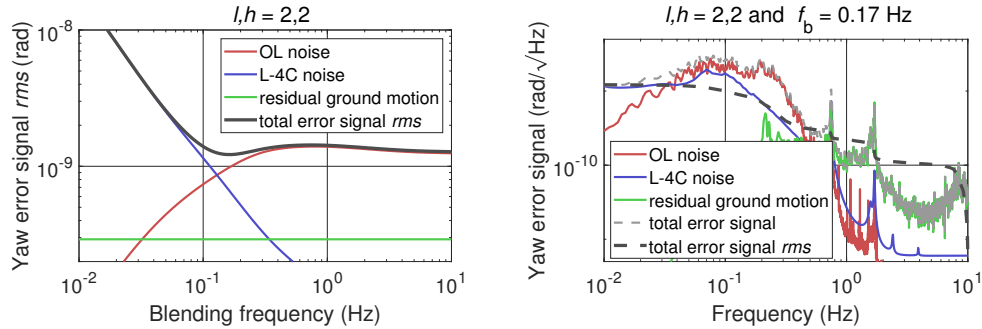 l,h = 2,2
Yaw error signal rms (rad)
10^-8
10^-9
OL noise
L-4C noise
residual ground motion
total error signal rms
10^-2 10^-1 10^0 10^1
Blending frequency (Hz)
l,h = 2,2 and f_b = 0.17 Hz
Yaw error signal (rad/√Hz)
10^-10
OL noise
L-4C noise
residual ground motion
total error signal
total error signal rms
10^-2 10^-1 10^0 10^1
Frequency (Hz)